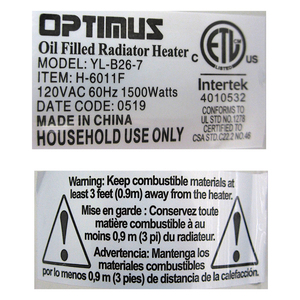 OPTIMUS
Oil Filled Radiator Heater
MODEL: YL-B26-7
ITEM: H-6011F
120VAC 60Hz 1500Watts
DATE CODE: 0519
MADE IN CHINA
HOUSEHOLD USE ONLY
C ETL US
Intertek
4010532
CONFORMS TO
UL STD NO. 1278
CERTIFIED TO
CSA STD. C22.2 NO. 46
Warning: Keep combustible materials at
least 3 feet (0.9m) away from the heater.
Mise en garde : Conservez toute
matière combustible au
moins 0,9 m (3 pi) du radiateur.
Advertencia: Mantenga los
materiales combustibles
por lo menos 0,9 m (3 pies) de distancia de la calefacción.